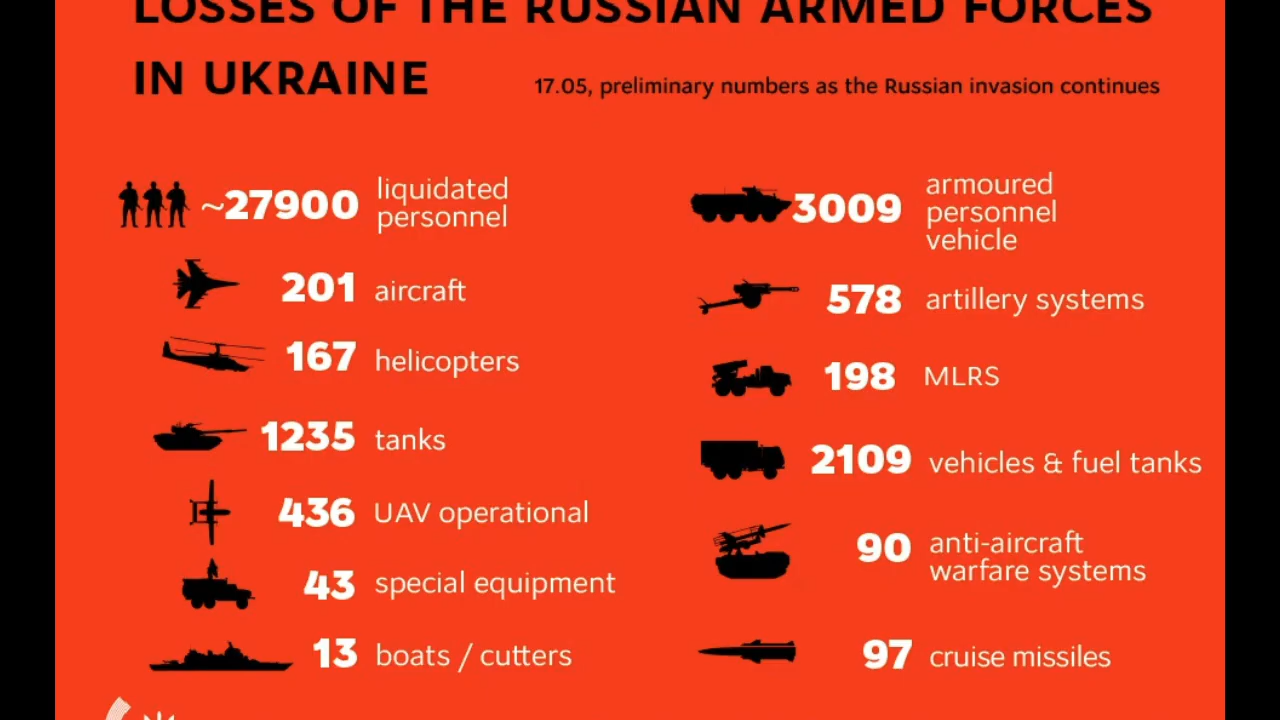 LOSSES OF THE RUSSIAN ARMED FORCES
IN UKRAINE
17.05, preliminary numbers as the Russian invasion continues
~27900 liquidated
personnel
201 aircraft
167 helicopters
1235 tanks
436 UAV operational
43 special equipment
13 boats / cutters
3009 armoured
personnel
vehicle
578 artillery systems
198 MLRS
2109 vehicles & fuel tanks
90 anti-aircraft
warfare systems
97 cruise missiles